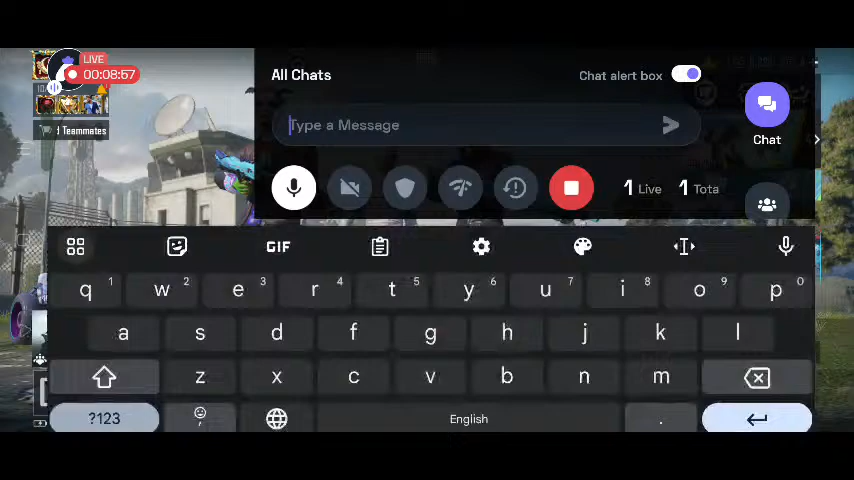 LIVE
00:08:57
All Chats
Chat alert box
Type a Message
Chat
d Teammates
1 Live 1 Tota
GIF
q 1 w 2 e 3 r 4 t 5 y 6 u 7 i 8 o 9 p 0
a s d f g h j k l
z x c v b n m
?123 , English .